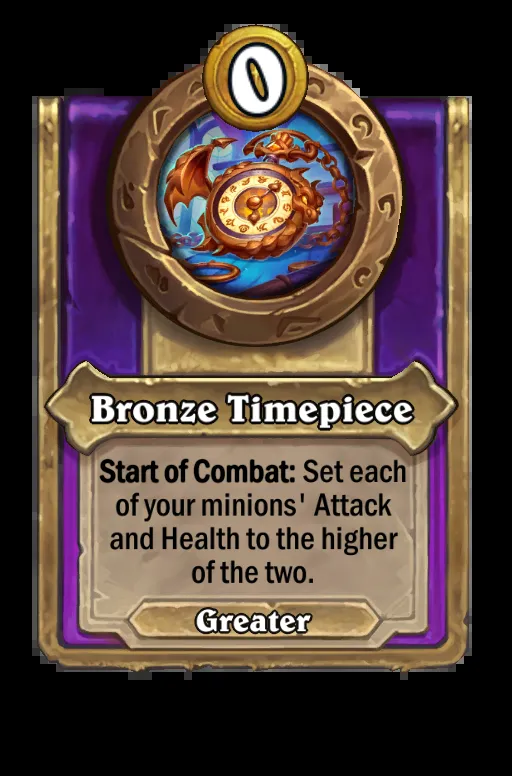 0
Bronze Timepiece
Start of Combat: Set each
of your minions' Attack
and Health to the higher
of the two.
Greater